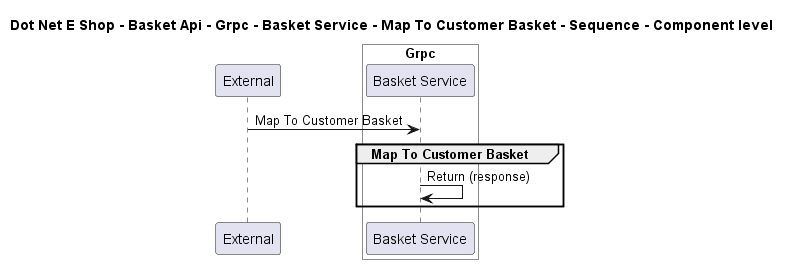 Dot Net E Shop - Basket Api - Grpc - Basket Service - Map To Customer Basket - Sequence - Component level
Grpc
External
Basket Service
Map To Customer Basket
Map To Customer Basket
Return (response)
External
Basket Service